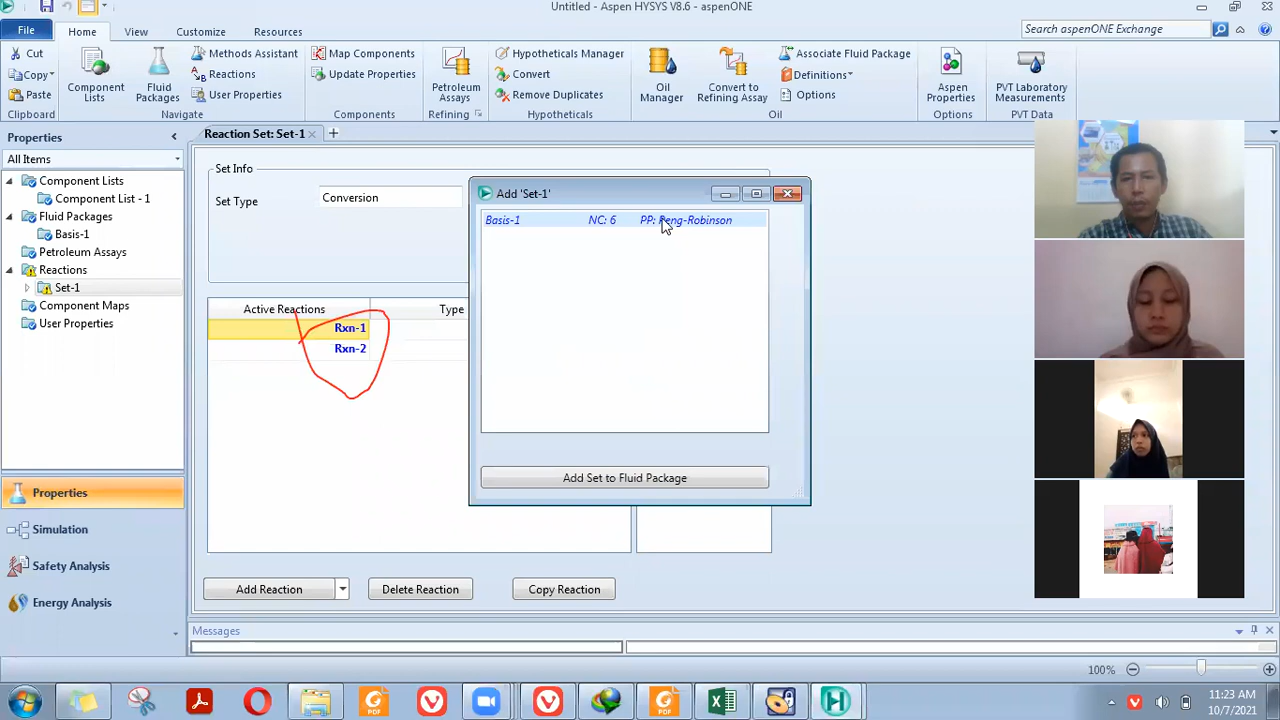 Untitled - Aspen HYSYS V8.6 - aspenONE
File
Home
View
Customize
Resources
Search aspenONE Exchange
Cut
Copy
Paste
Clipboard
Component Lists
Fluid Packages
Methods Assistant
Reactions
User Properties
Navigate
Map Components
Update Properties
Components
Petroleum Assays
Refining
Hypotheticals Manager
Convert
Remove Duplicates
Hypotheticals
Oil Manager
Convert to Refining Assay
Associate Fluid Package
Definitions
Options
Oil
Aspen Properties
Options
PVT Laboratory Measurements
PVT Data
Properties
All Items
Component Lists
Component List - 1
Fluid Packages
Basis-1
Petroleum Assays
Reactions
Set-1
Component Maps
User Properties
Properties
Simulation
Safety Analysis
Energy Analysis
Reaction Set: Set-1
Set Info
Set Type
Conversion
Active Reactions
Type
Rxn-1
Rxn-2
Add Reaction
Delete Reaction
Copy Reaction
Add 'Set-1'
Basis-1 NC: 6 PP: Peng-Robinson
Add Set to Fluid Package
Messages
100%
11:23 AM
10/7/2021